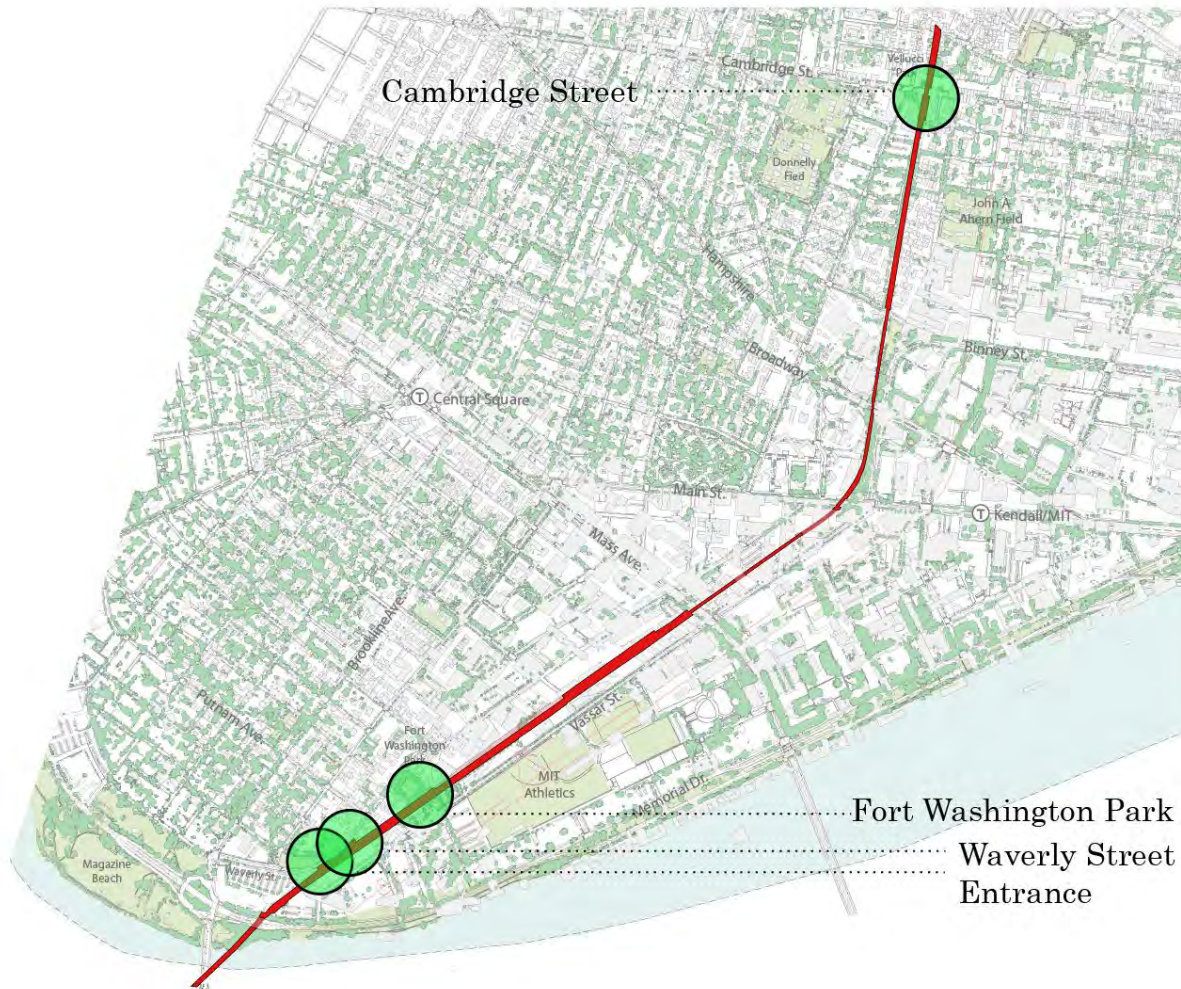 Cambridge St.
Vellucci
Cambridge Street
Donnelly
Fied
John A
Ahern Field
Hampshire
Binney St.
Broadway
T Central Square
Main St.
T Kendall/MIT
Mass Ave.
Brookline Ave.
Putnam Ave.
Vassar St.
Fort
Washington
Park
MIT
Athletics
Memorial Dr.
Fort Washington Park
Waverly Street
Entrance
Magazine
Beach
Waverly St.